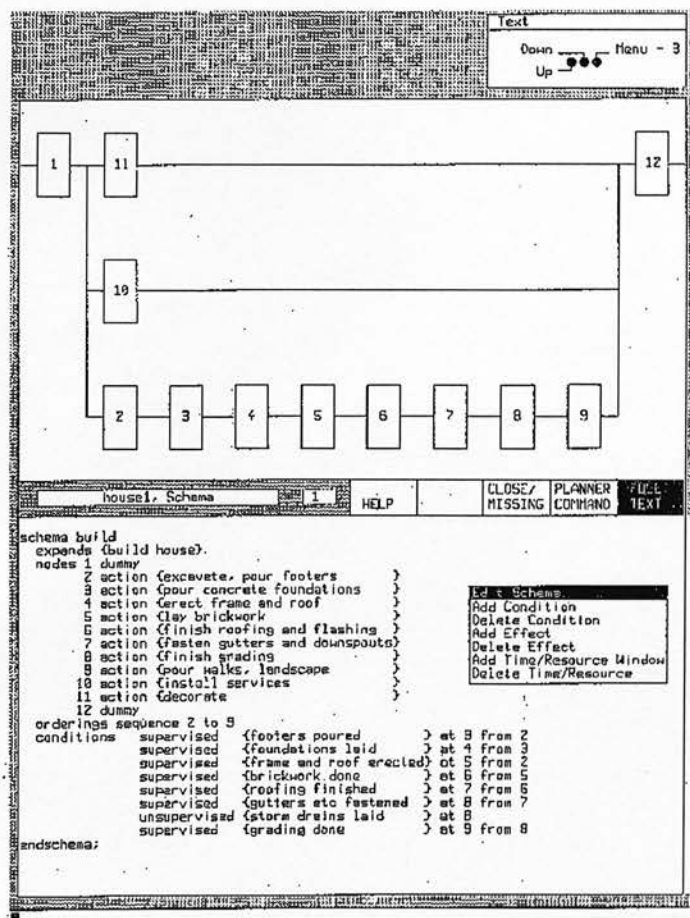 Text
Down Menu - 3
Up
1 11 12
10
2 3 4 5 6 7 8 9
house1, Schema 1 HELP CLOSE/ MISSING PLANNER COMMAND TEXT
schema build
expands {build house}.
nodes 1 dummy
2 action {excavate, pour footers }
3 action {pour concrete foundations }
4 action {erect frame and roof }
5 action {lay brickwork }
6 action {finish roofing and flashing }
7 action {fasten gutters and downspouts}
8 action {finish grading }
9 action {pour walks, landscape }
10 action {install services }
11 action {decorate }
12 dummy
orderings sequence 2 to 9
conditions supervised {footers poured } at 3 from 2
supervised {foundations laid } at 4 from 3
supervised {frame and roof erected} at 5 from 2
supervised {brickwork done } at 6 from 5
supervised {roofing finished } at 7 from 6
supervised {gutters etc fastened } at 8 from 7
unsupervised {storm drains laid } at 8
supervised {grading done } at 9 from 8
endschema;
Edit Schema
Add Condition
Delete Condition
Add Effect
Delete Effect
Add Time/Resource Window
Delete Time/Resource